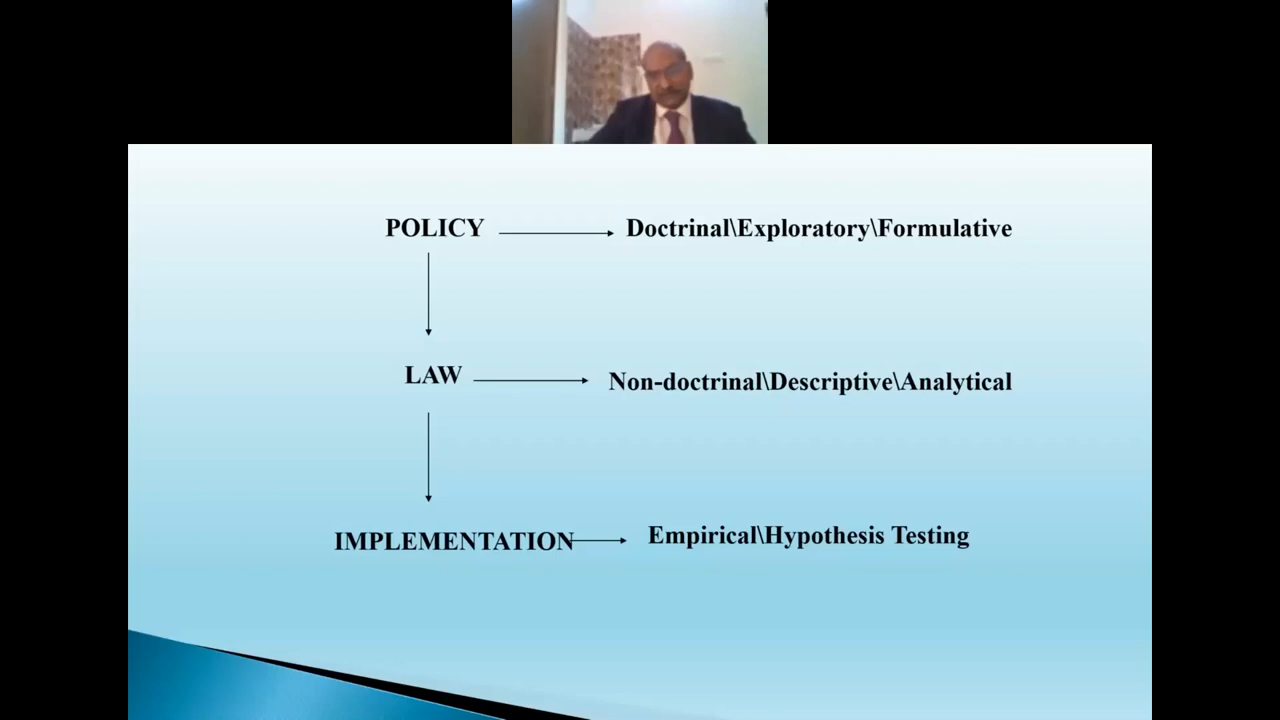 POLICY Doctrinal\Exploratory\Formulative
LAW Non-doctrinal\Descriptive\Analytical
IMPLEMENTATION Empirical\Hypothesis Testing